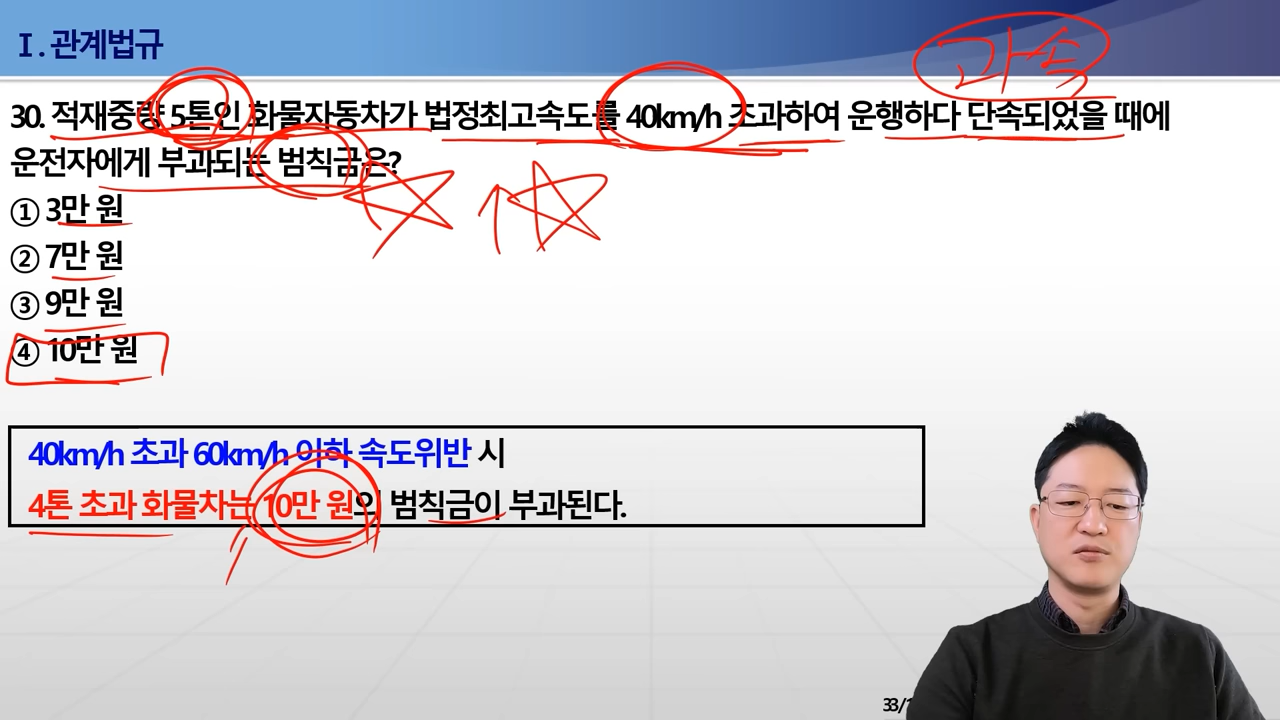 Ⅰ. 관계법규
과속
30. 적재중량 5톤인 화물자동차가 법정최고속도를 40km/h 초과하여 운행하다 단속되었을 때에
운전자에게 부과되는 범칙금은?
① 3만 원
② 7만 원
③ 9만 원
④ 10만 원
40km/h 초과 60km/h 이하 속도위반 시
4톤 초과 화물차는 10만 원의 범칙금이 부과된다.